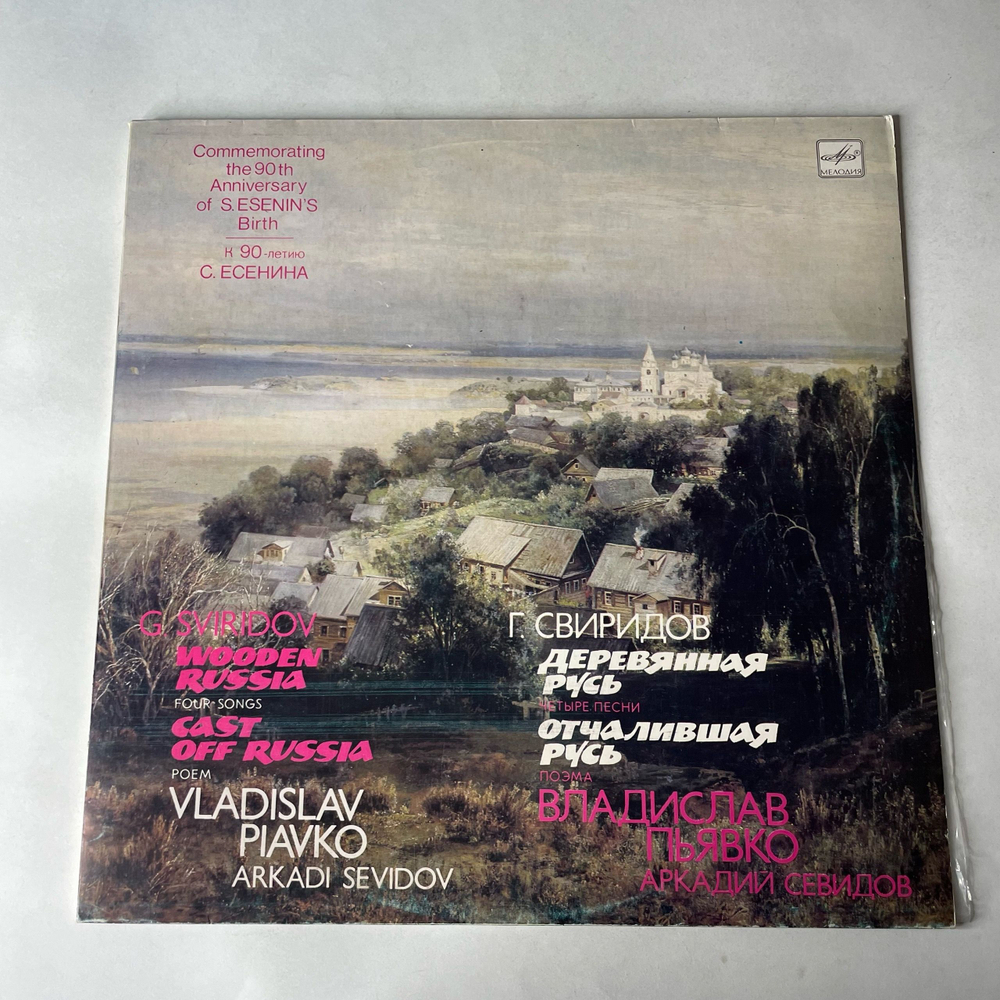 Commemorating
the 90th
Anniversary
of S.ESENIN'S
Birth
К 90-летию
С. ЕСЕНИНА
МЕЛОДИЯ
G. SVIRIDOV
WOODEN
RUSSIA
FOUR SONGS
CAST
OFF RUSSIA
POEM
VLADISLAV
PIAVKO
ARKADI SEVIDOV
Г. СВИРИДОВ
ДЕРЕВЯННАЯ
РУСЬ
ЧЕТЫРЕ ПЕСНИ
ОТЧАЛИВШАЯ
РУСЬ
ПОЭМА
ВЛАДИСЛАВ
ПЬЯВКО
АРКАДИЙ СЕВИДОВ